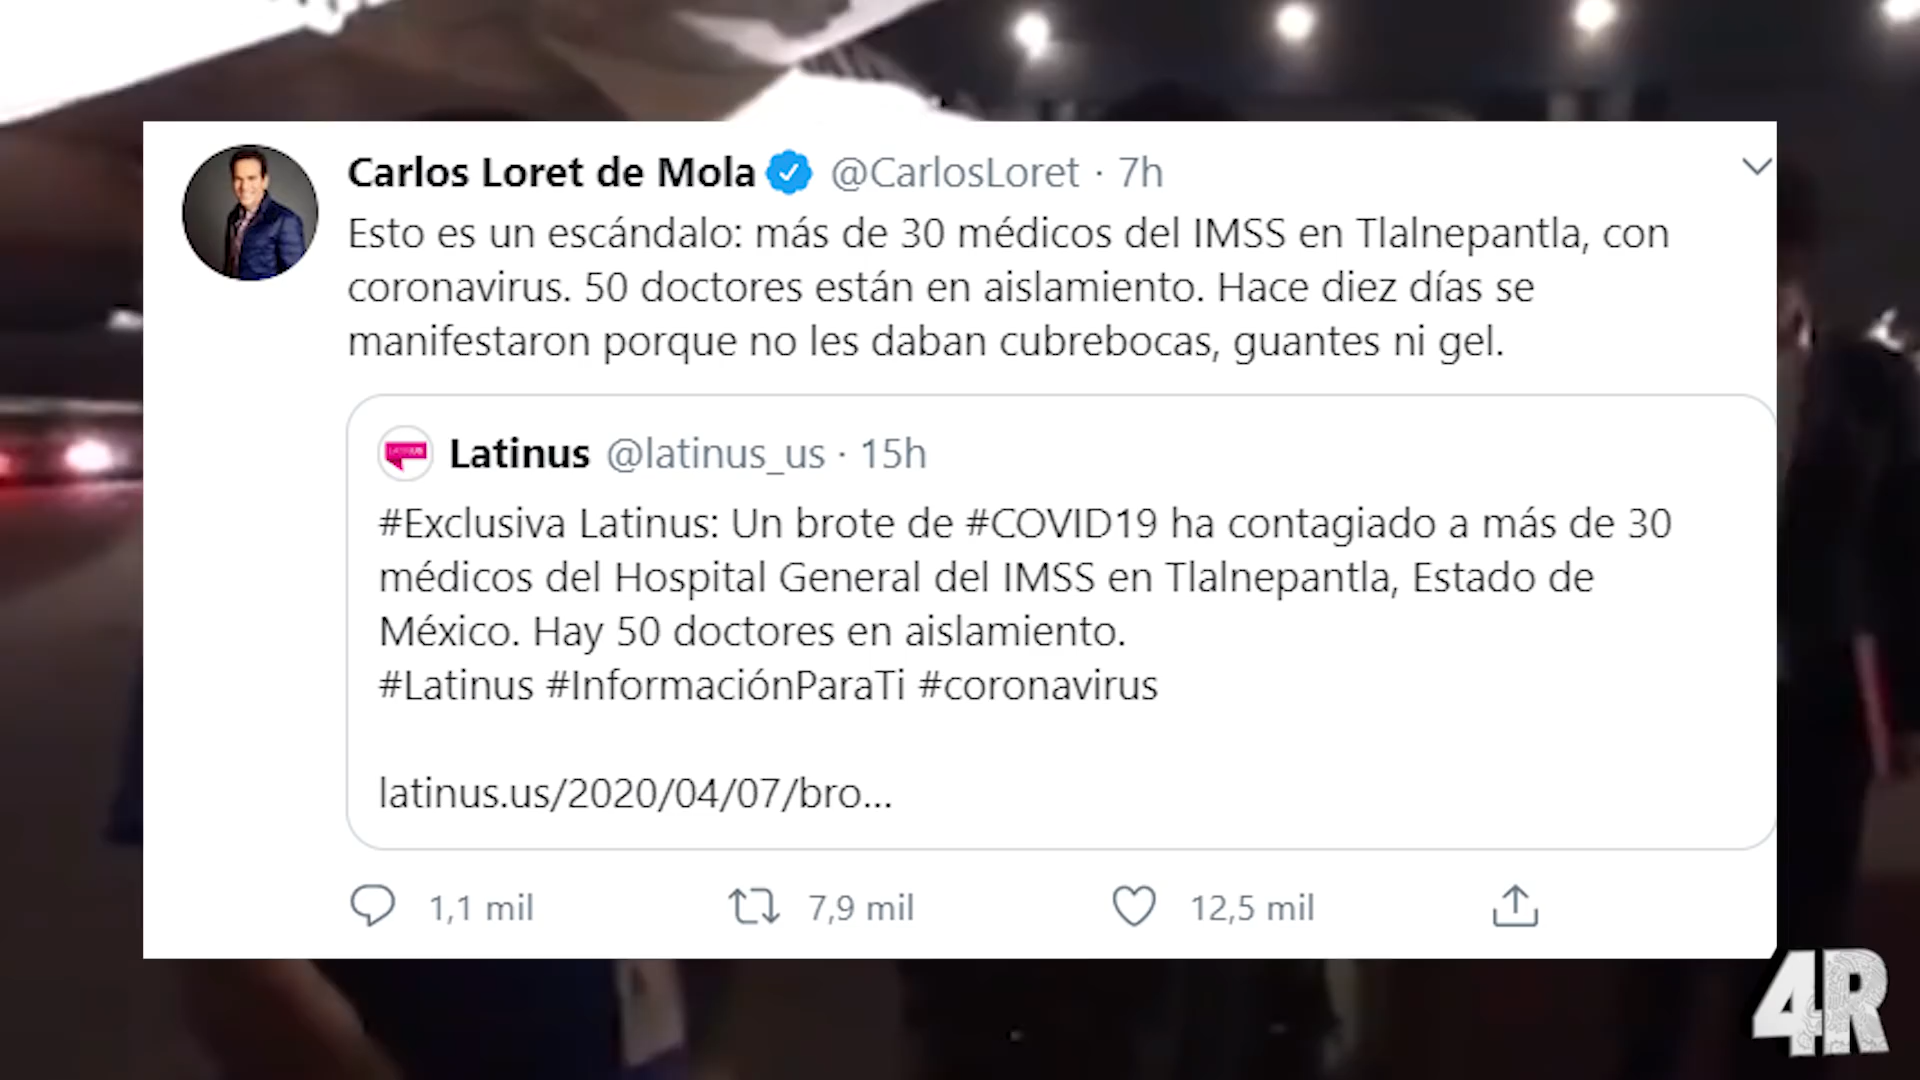 Carlos Loret de Mola @CarlosLoret · 7h
Esto es un escándalo: más de 30 médicos del IMSS en Tlalnepantla, con
coronavirus. 50 doctores están en aislamiento. Hace diez días se
manifestaron porque no les daban cubrebocas, guantes ni gel.
Latinus @latinus_us · 15h
#Exclusiva Latinus: Un brote de #COVID19 ha contagiado a más de 30
médicos del Hospital General del IMSS en Tlalnepantla, Estado de
México. Hay 50 doctores en aislamiento.
#Latinus #InformaciónParaTi #coronavirus
latinus.us/2020/04/07/bro...
1,1 mil 7,9 mil 12,5 mil
4R